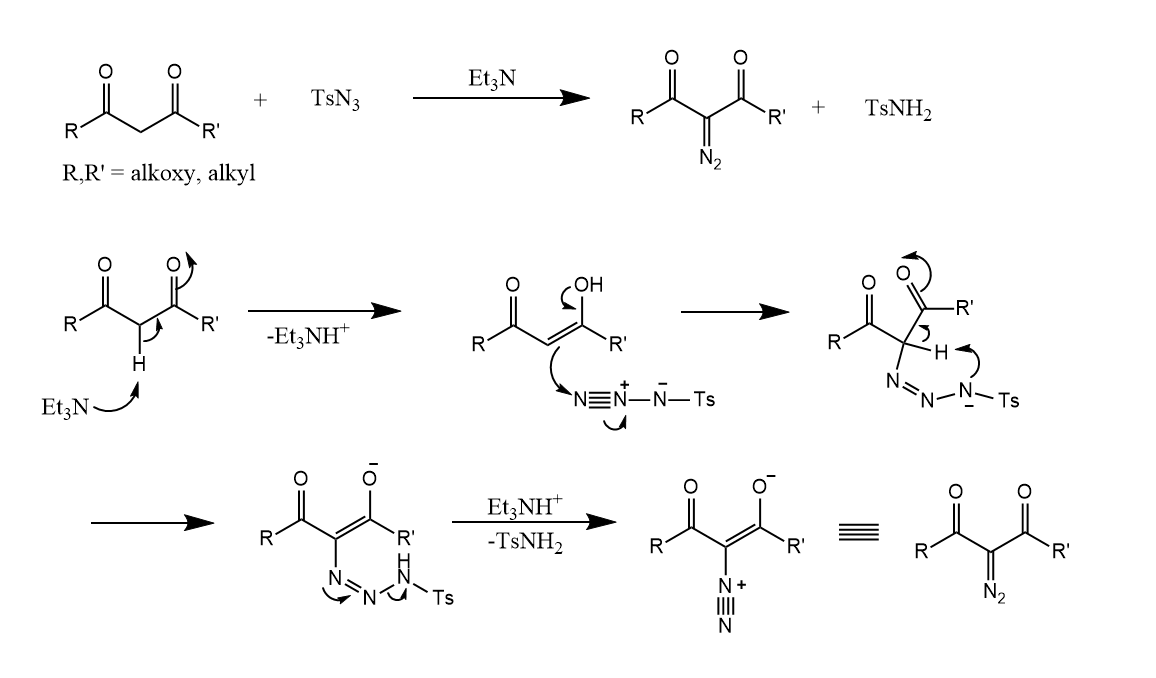 O O O O
R R' + TsN3 Et3N R R' + TsNH2
N2
R,R' = alkoxy, alkyl
O O O OH O O
R R' -Et3NH+ R R' R R'
H H
Et3N N N+ N- Ts N N N- Ts
O O- O O- O O
R R' Et3NH+ R R' R R'
-TsNH2
N N H N Ts N+ N2
N